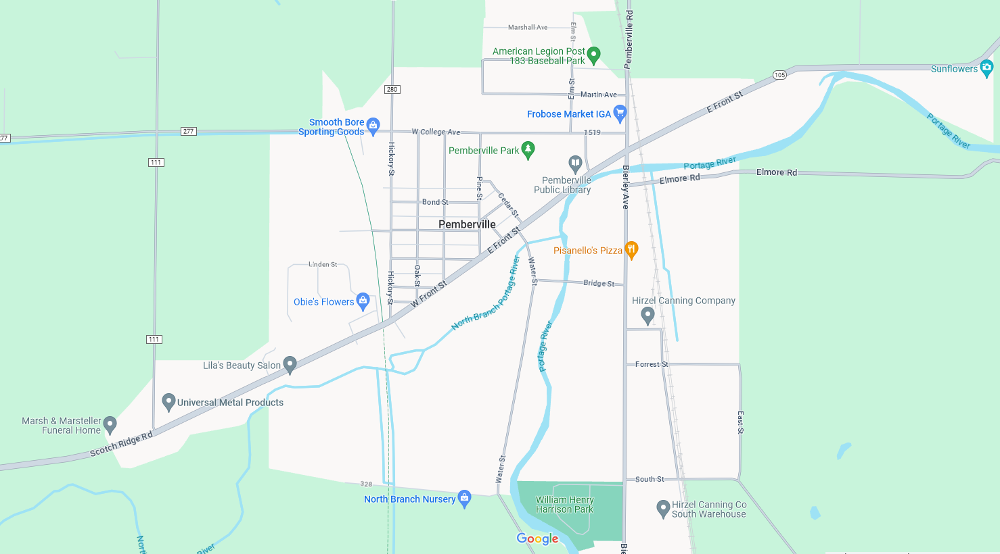 Pemberville Rd
Marshall Ave
Elm St
American Legion Post
183 Baseball Park
Sunflowers
105
280
Elm St
Martin Ave
E Front St
Frobose Market IGA
Smooth Bore
Sporting Goods
277
277
W College Ave
1519
Portage River
Hickory St
Pemberville Park
111
Pemberville
Public Library
Bierley Ave
Portage River
Elmore Rd
Elmore Rd
Pine St
Cedar St
Bond St
Pemberville
E Front St
Pisanello's Pizza
Linden St
Hickory St
Oak St
W Front St
Water St
North Branch Portage River
Bridge St
Obie's Flowers
Hirzel Canning Company
111
Portage River
Lila's Beauty Salon
Forrest St
Universal Metal Products
Marsh & Marsteller
Funeral Home
Scotch Ridge Rd
East St
Water St
South St
328
North Branch Nursery
William Henry
Harrison Park
Hirzel Canning Co
South Warehouse
Google